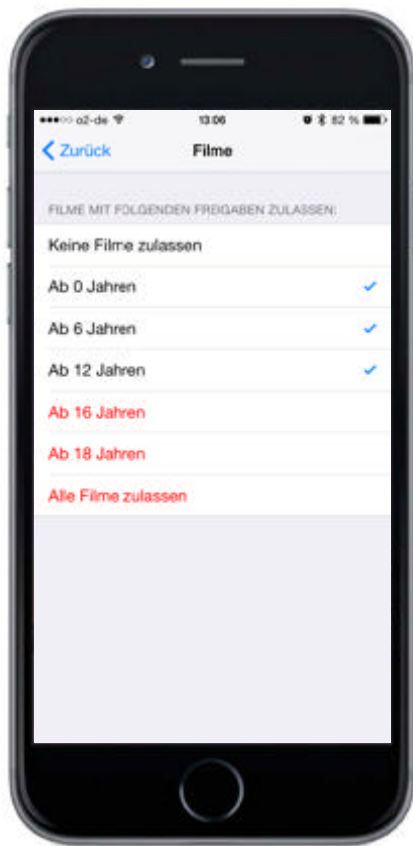 o2-de 13:06 82 %
Zurück Filme
FILME MIT FOLGENDEN FREIGABEN ZULASSEN:
Keine Filme zulassen
Ab 0 Jahren
Ab 6 Jahren
Ab 12 Jahren
Ab 16 Jahren
Ab 18 Jahren
Alle Filme zulassen